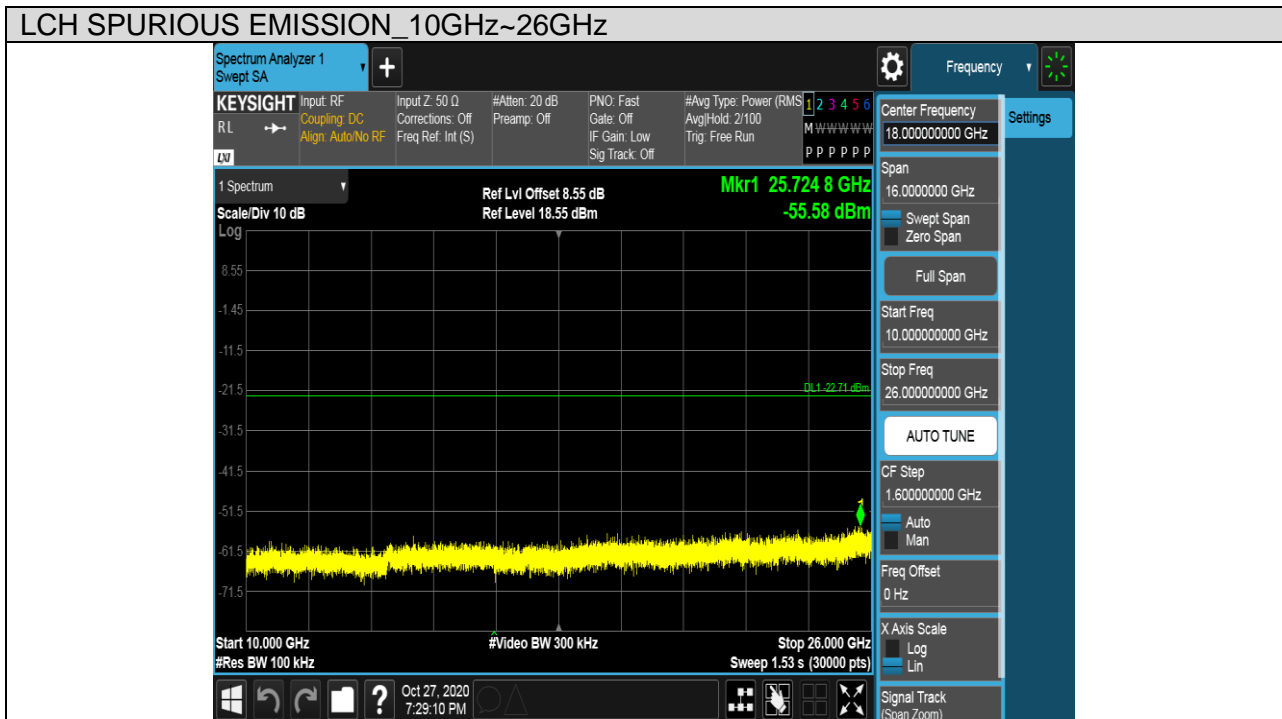 LCH SPURIOUS EMISSION_10GHz~26GHz
Spectrum Analyzer 1
Swept SA
Frequency
KEYSIGHT
RL
LXI
Input: RF
Coupling: DC
Align: Auto/No RF
Input Z: 50 Ω
Corrections: Off
Freq Ref: Int (S)
#Atten: 20 dB
Preamp: Off
PNO: Fast
Gate: Off
IF Gain: Low
Sig Track: Off
#Avg Type: Power (RMS
Avg|Hold: 2/100
Trig: Free Run
1 2 3 4 5 6
M W W W W W
P P P P P P
1 Spectrum
Scale/Div 10 dB
Ref Lvl Offset 8.55 dB
Ref Level 18.55 dBm
Mkr1 25.724 8 GHz
-55.58 dBm
Log
8.55
-1.45
-11.5
-21.5
-31.5
-41.5
-51.5
-61.5
-71.5
DL1 -22.71 dBm
1
Start 10.000 GHz
#Res BW 100 kHz
#Video BW 300 kHz
Stop 26.000 GHz
Sweep 1.53 s (30000 pts)
Oct 27, 2020
7:29:10 PM
Center Frequency
18.000000000 GHz
Span
16.0000000 GHz
Swept Span
Zero Span
Full Span
Start Freq
10.000000000 GHz
Stop Freq
26.000000000 GHz
AUTO TUNE
CF Step
1.600000000 GHz
Auto
Man
Freq Offset
0 Hz
X Axis Scale
Log
Lin
Signal Track
(Span Zoom)
Settings